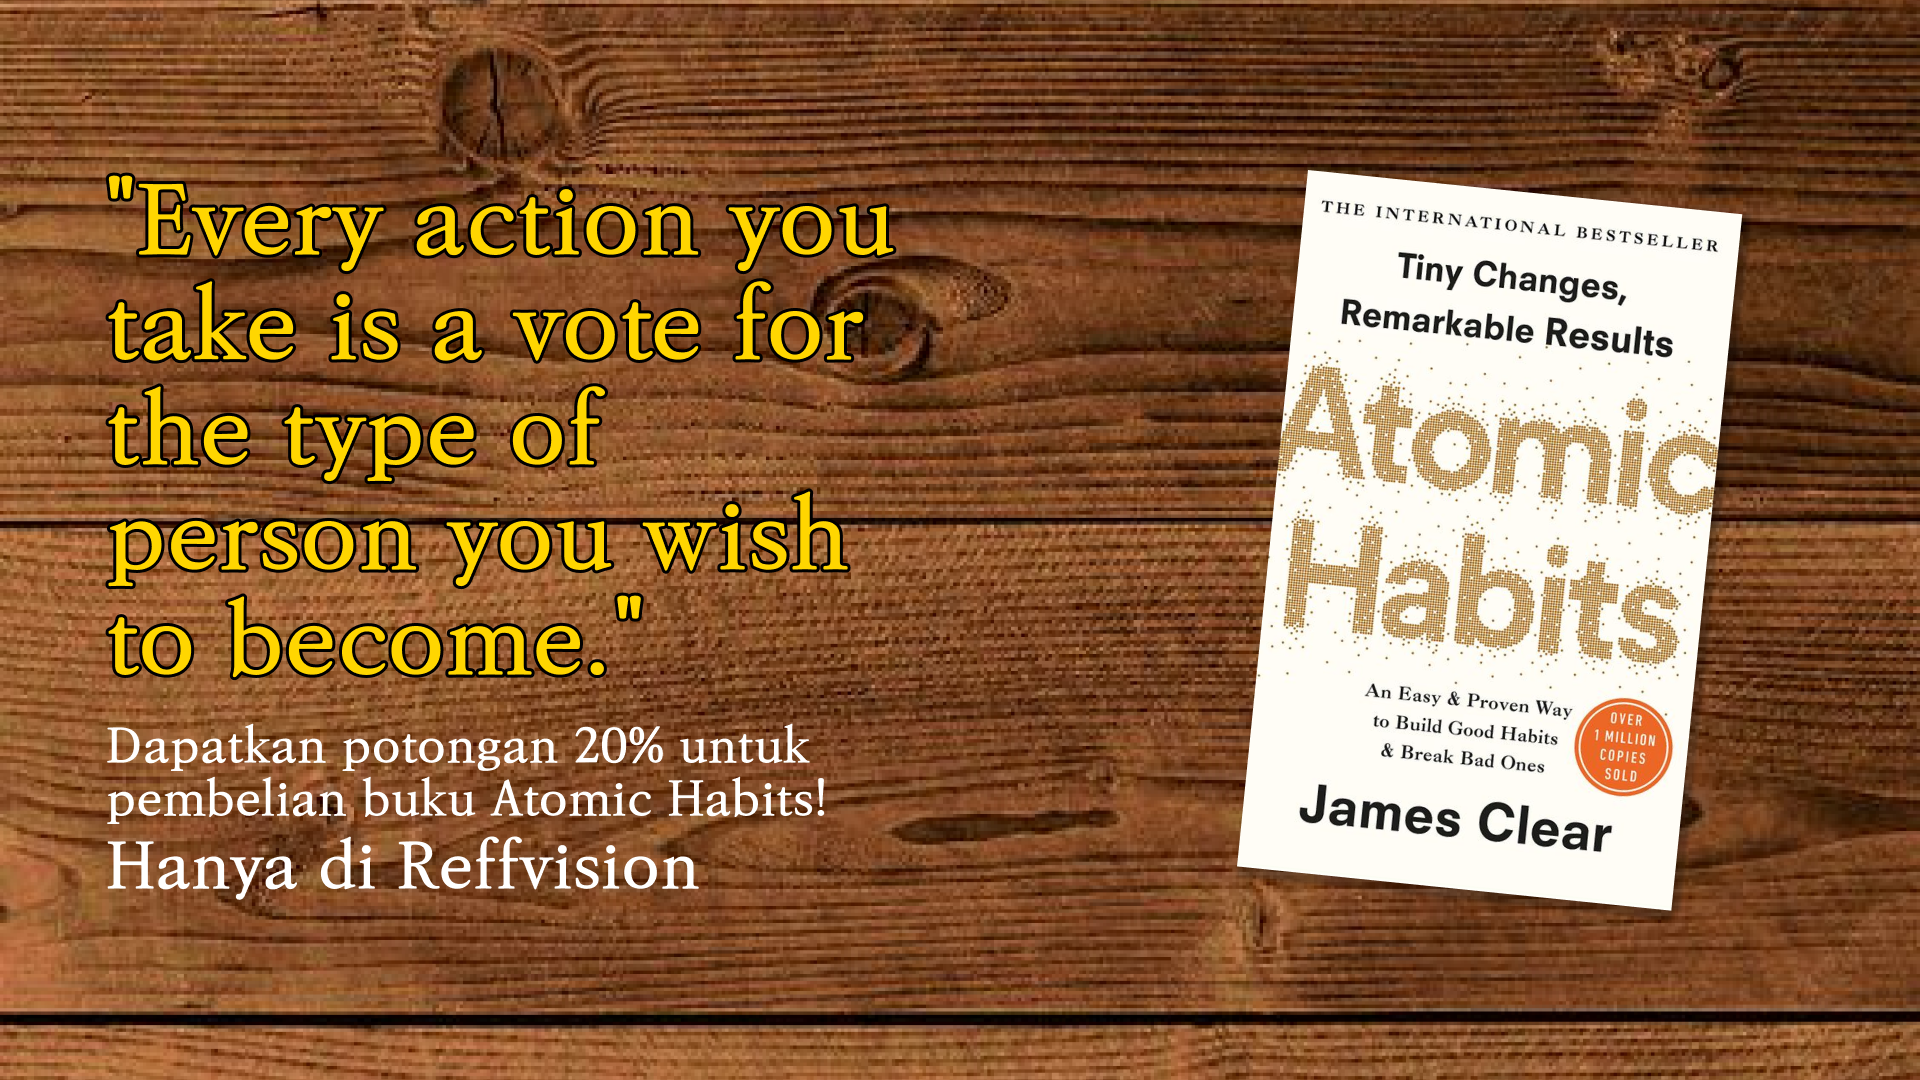 "Every action you
take is a vote for
the type of
person you wish
to become."
Dapatkan potongan 20% untuk
pembelian buku Atomic Habits!
Hanya di Reffvision
THE INTERNATIONAL BESTSELLER
Tiny Changes,
Remarkable Results
Atomic
Habits
An Easy & Proven Way
to Build Good Habits
& Break Bad Ones
OVER
1 MILLION
COPIES
SOLD
James Clear